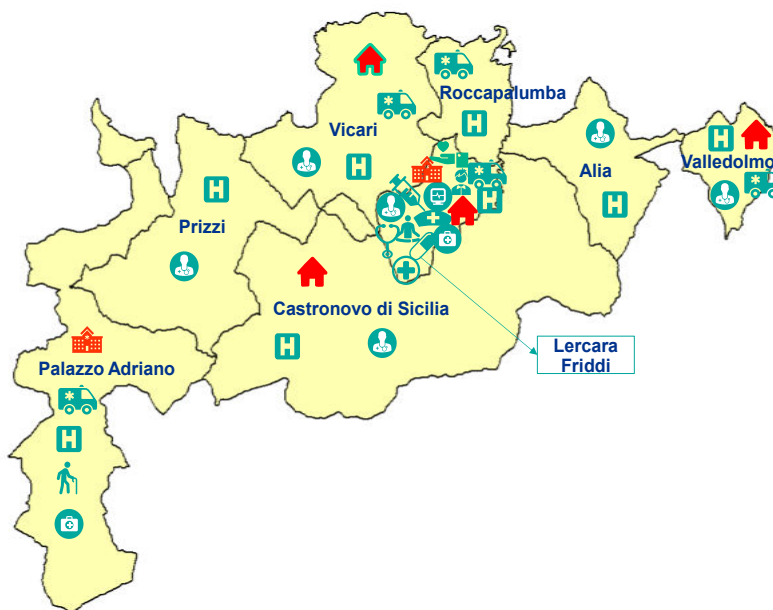 Roccapalumba
Vicari
Valledolmo
Alia
Prizzi
Castronovo di Sicilia
Lercara
Friddi
Palazzo Adriano
H
H
H
H
H
H
H
H